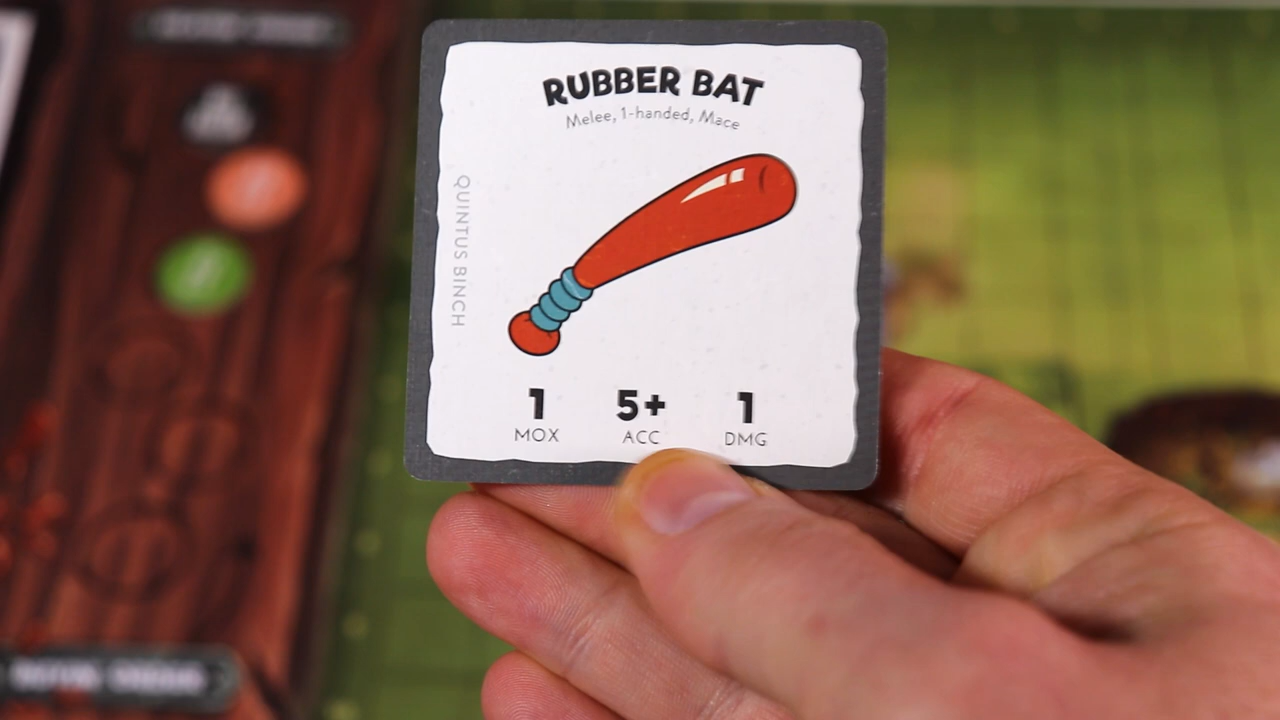 RUBBER BAT
Melee, 1-handed, Mace
QUINTUS BINCH
1 5+ 1
MOX ACC DMG